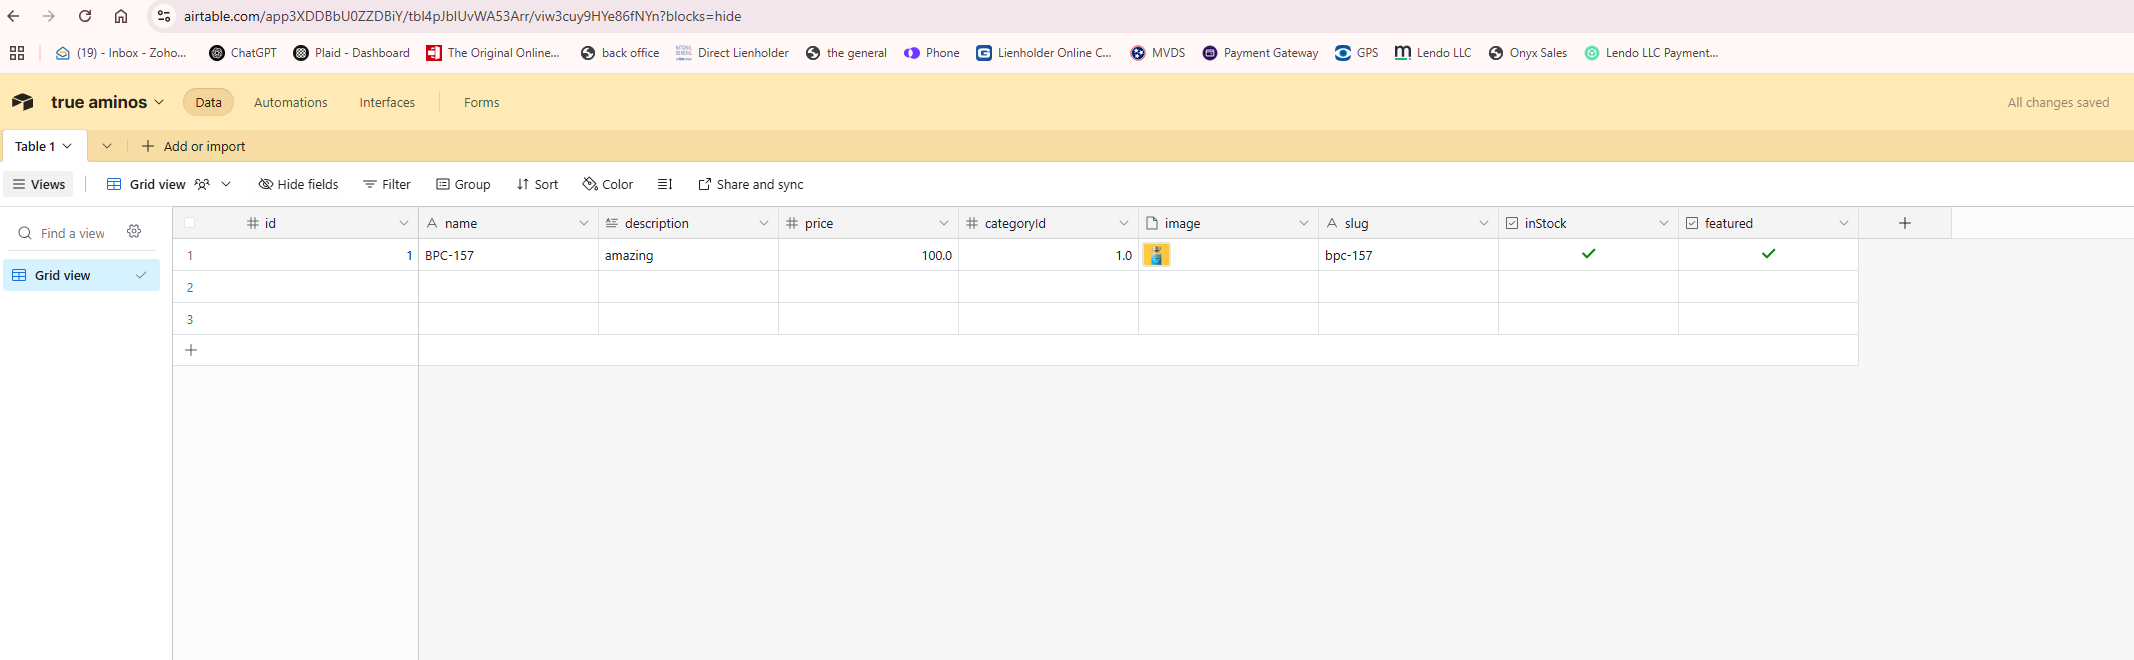 airtable.com/app3XDDBbU0ZZDBiY/tbl4pJblUvWA53Arr/viw3cuy9HYe86fNYn?blocks=hide
(19) - Inbox - Zoho... ChatGPT Plaid - Dashboard The Original Online... back office Direct Lienholder the general Phone Lienholder Online C... MVDS Payment Gateway GPS Lendo LLC Onyx Sales Lendo LLC Payment...
true aminos Data Automations Interfaces Forms All changes saved
Table 1 Add or import
Views Grid view Hide fields Filter Group Sort Color Share and sync
Find a view id name description price categoryId image slug inStock featured
1 1 BPC-157 amazing 100.0 1.0 bpc-157
Grid view
2
3